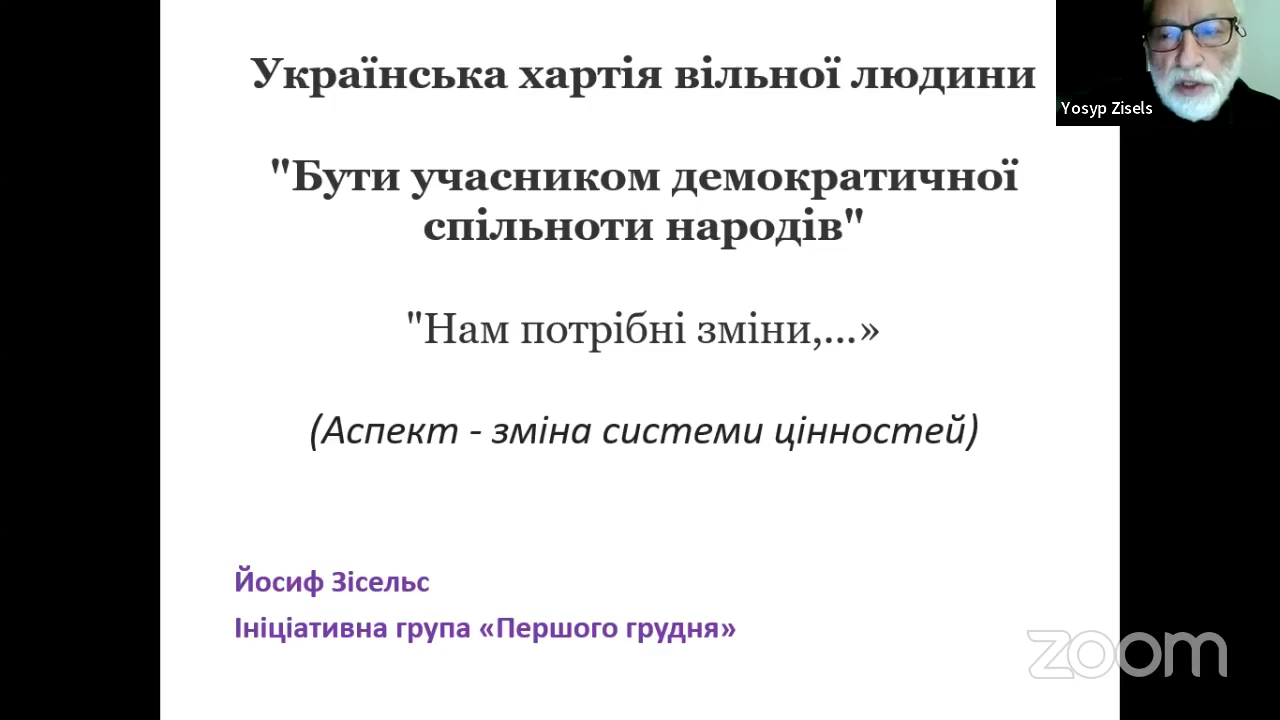 Українська хартія вільної людини
"Бути учасником демократичної
спільноти народів"
"Нам потрібні зміни,...»
(Аспект - зміна системи цінностей)
Йосиф Зісельс
Ініціативна група «Першого грудня»
Yosyp Zisels
zoom